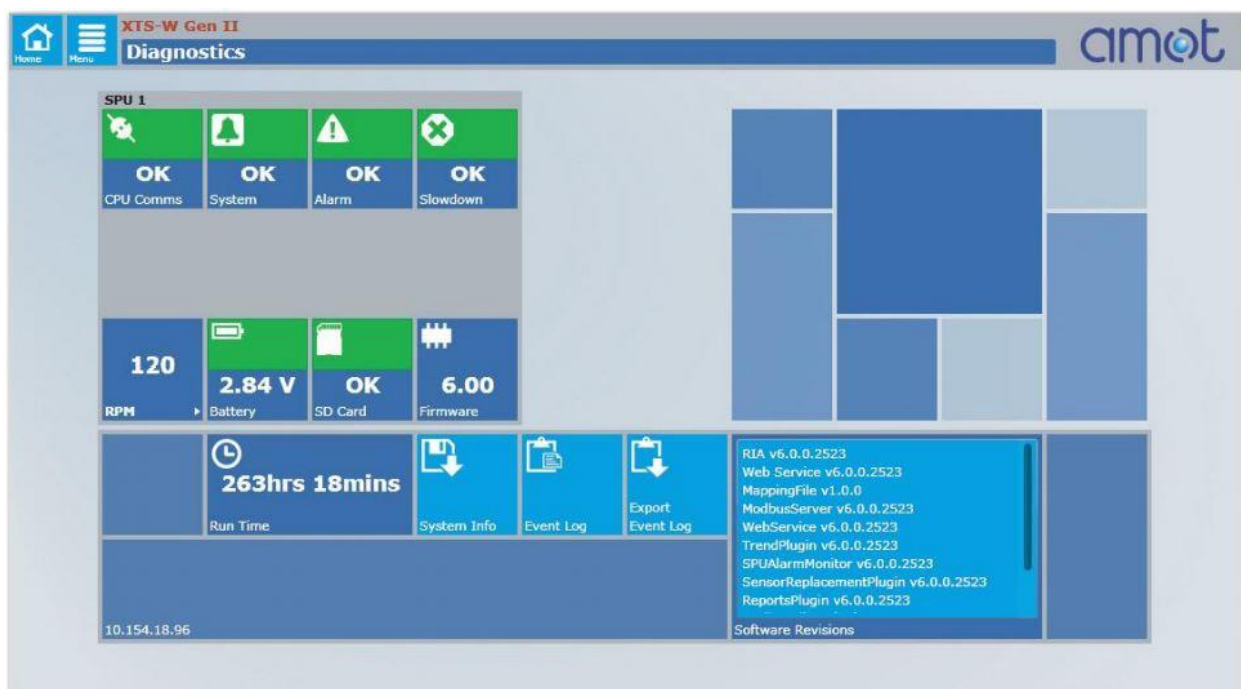 XTS-W Gen II
Home
Menu
Diagnostics
amot
SPU 1
OK
OK
OK
OK
CPU Comms
System
Alarm
Slowdown
120
2.84 V
OK
6.00
RPM
Battery
SD Card
Firmware
263hrs 18mins
Run Time
System Info
Event Log
Export
Event Log
RIA v6.0.0.2523
Web Service v6.0.0.2523
MappingFile v1.0.0
ModbusServer v6.0.0.2523
WebService v6.0.0.2523
TrendPlugin v6.0.0.2523
SPUAlarmMonitor v6.0.0.2523
SensorReplacementPlugin v6.0.0.2523
ReportsPlugin v6.0.0.2523
Software Revisions
10.154.18.96